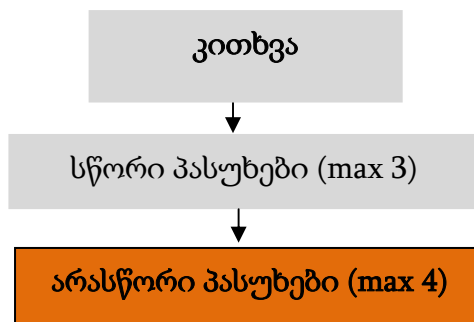 კითხვა
სწორი პასუხები (max 3)
არასწორი პასუხები (max 4)